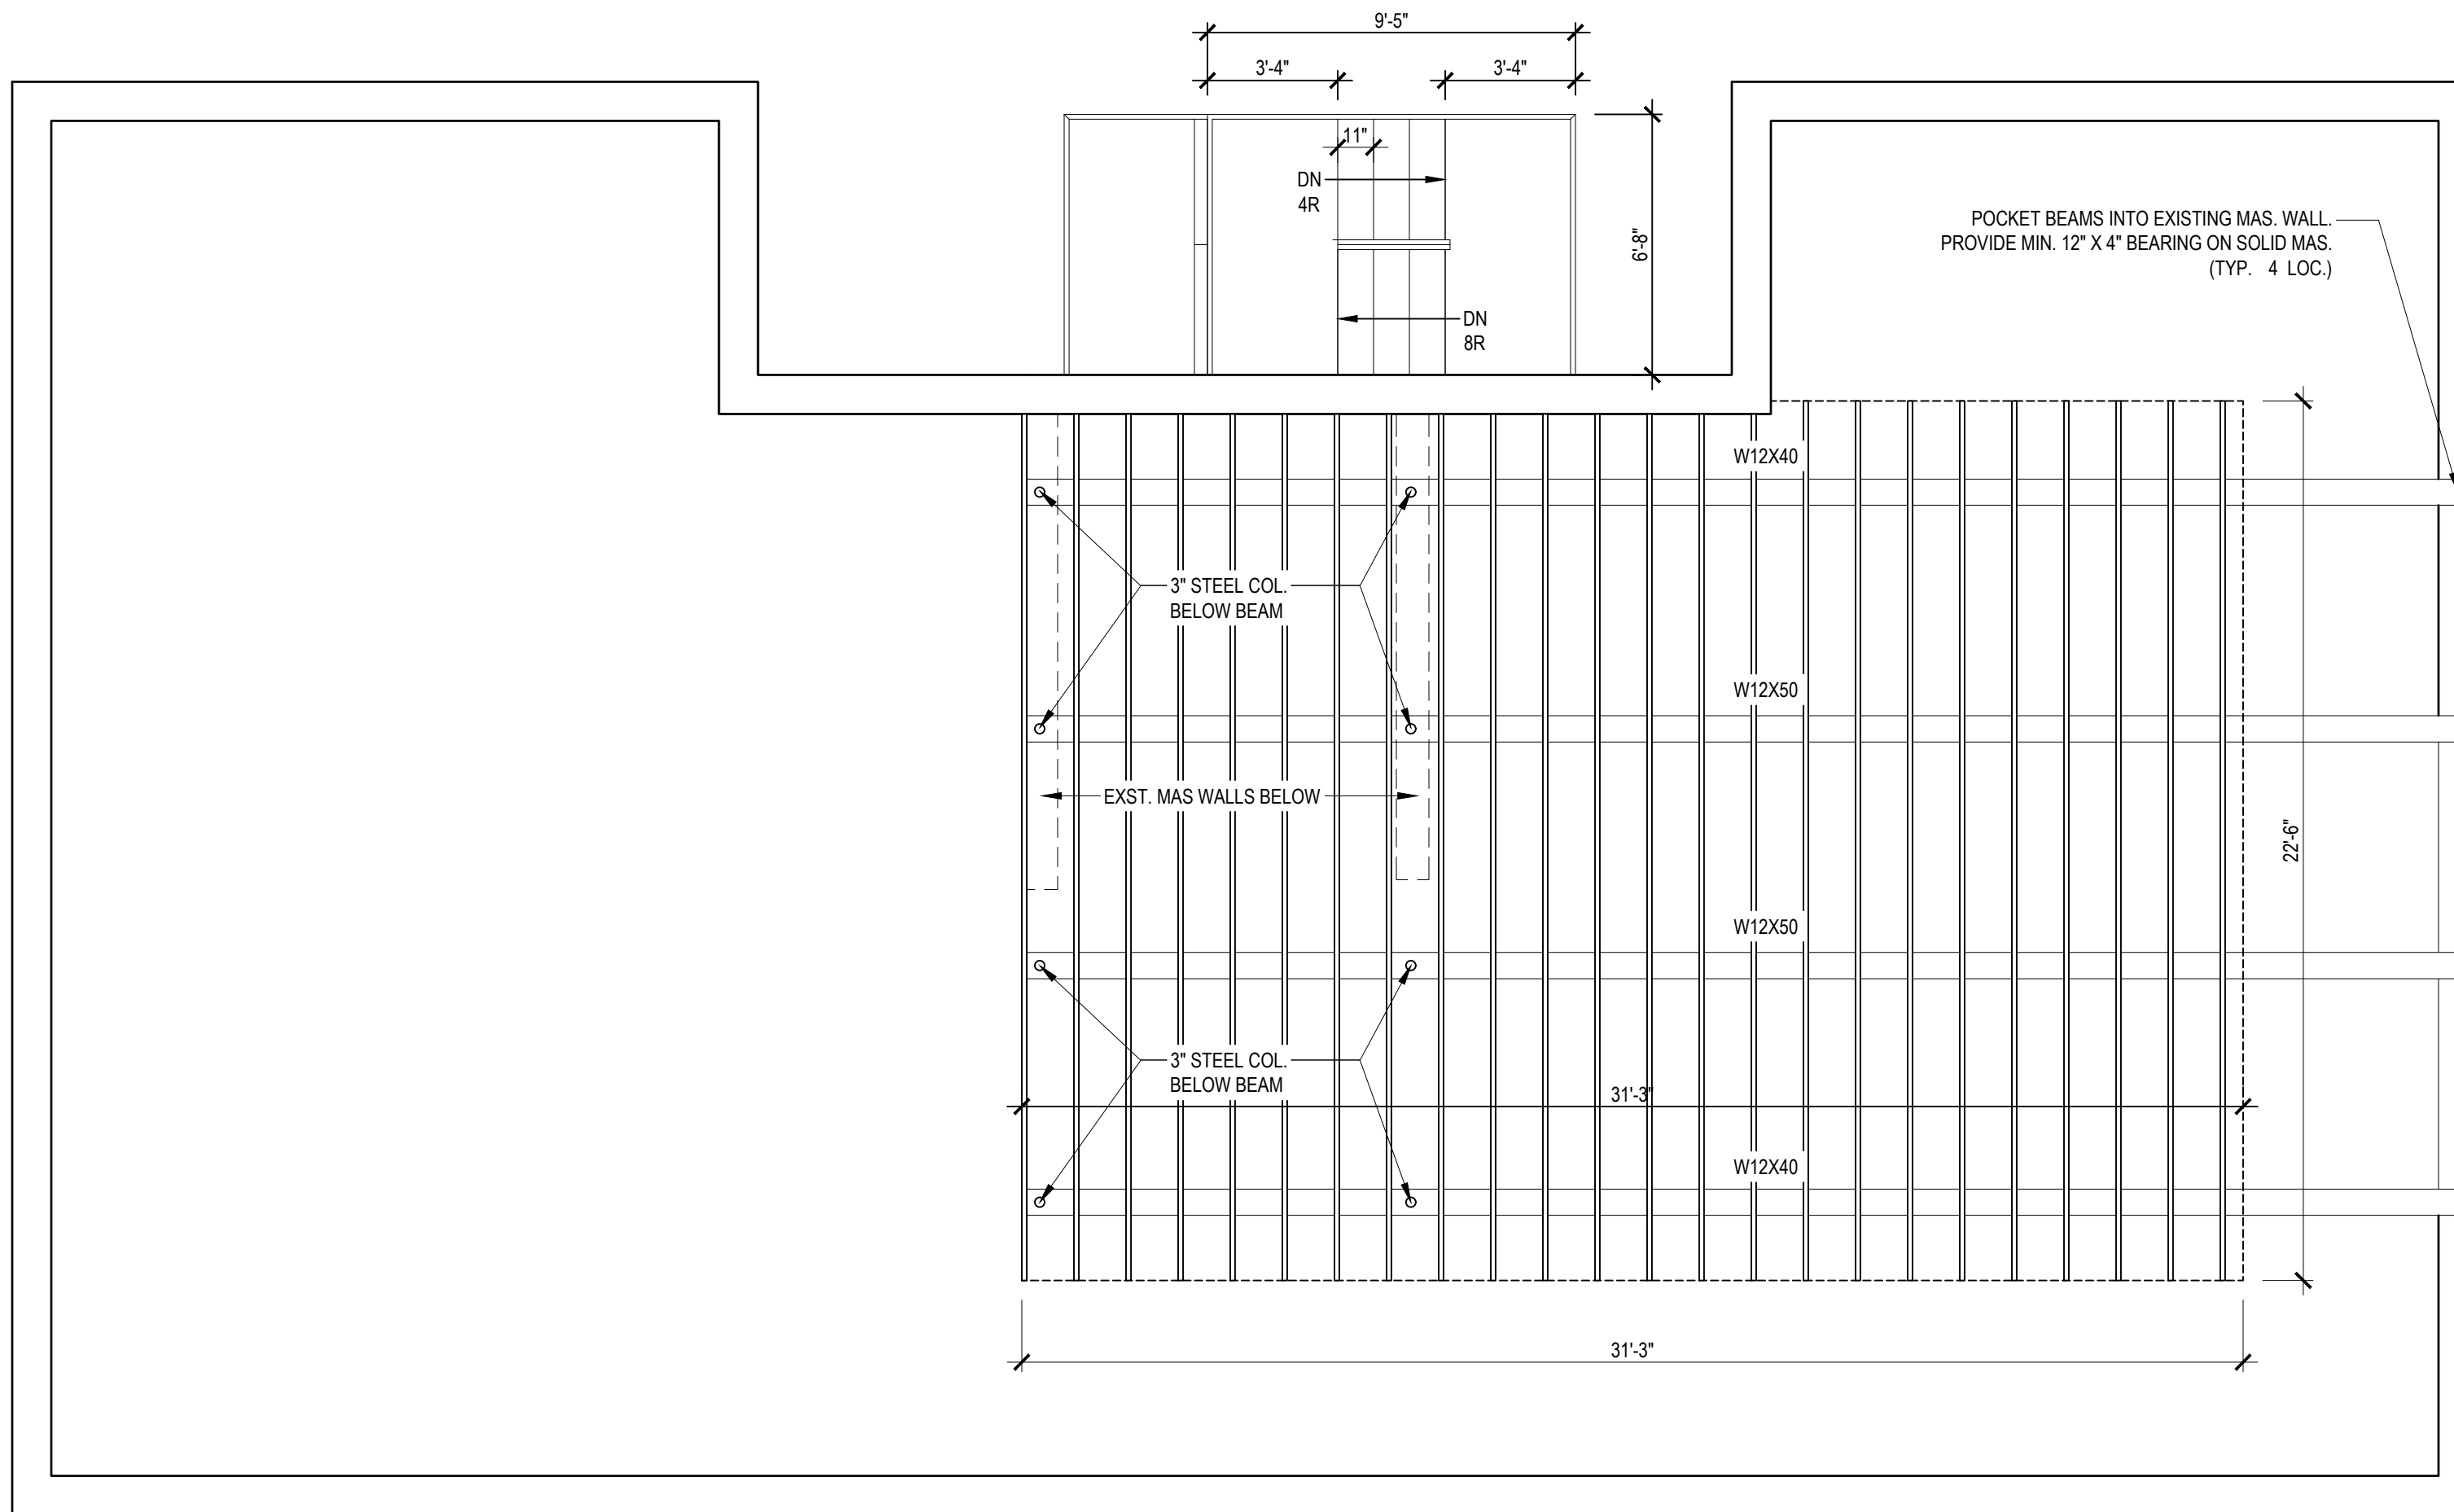 9'-5"
3'-4"
3'-4"
11"
DN
4R
6'-8"
DN
8R
POCKET BEAMS INTO EXISTING MAS. WALL.
PROVIDE MIN. 12" X 4" BEARING ON SOLID MAS.
(TYP. 4 LOC.)
W12X40
3" STEEL COL.
BELOW BEAM
W12X50
EXST. MAS WALLS BELOW
22'-6"
W12X50
3" STEEL COL.
BELOW BEAM
31'-3"
W12X40
31'-3"